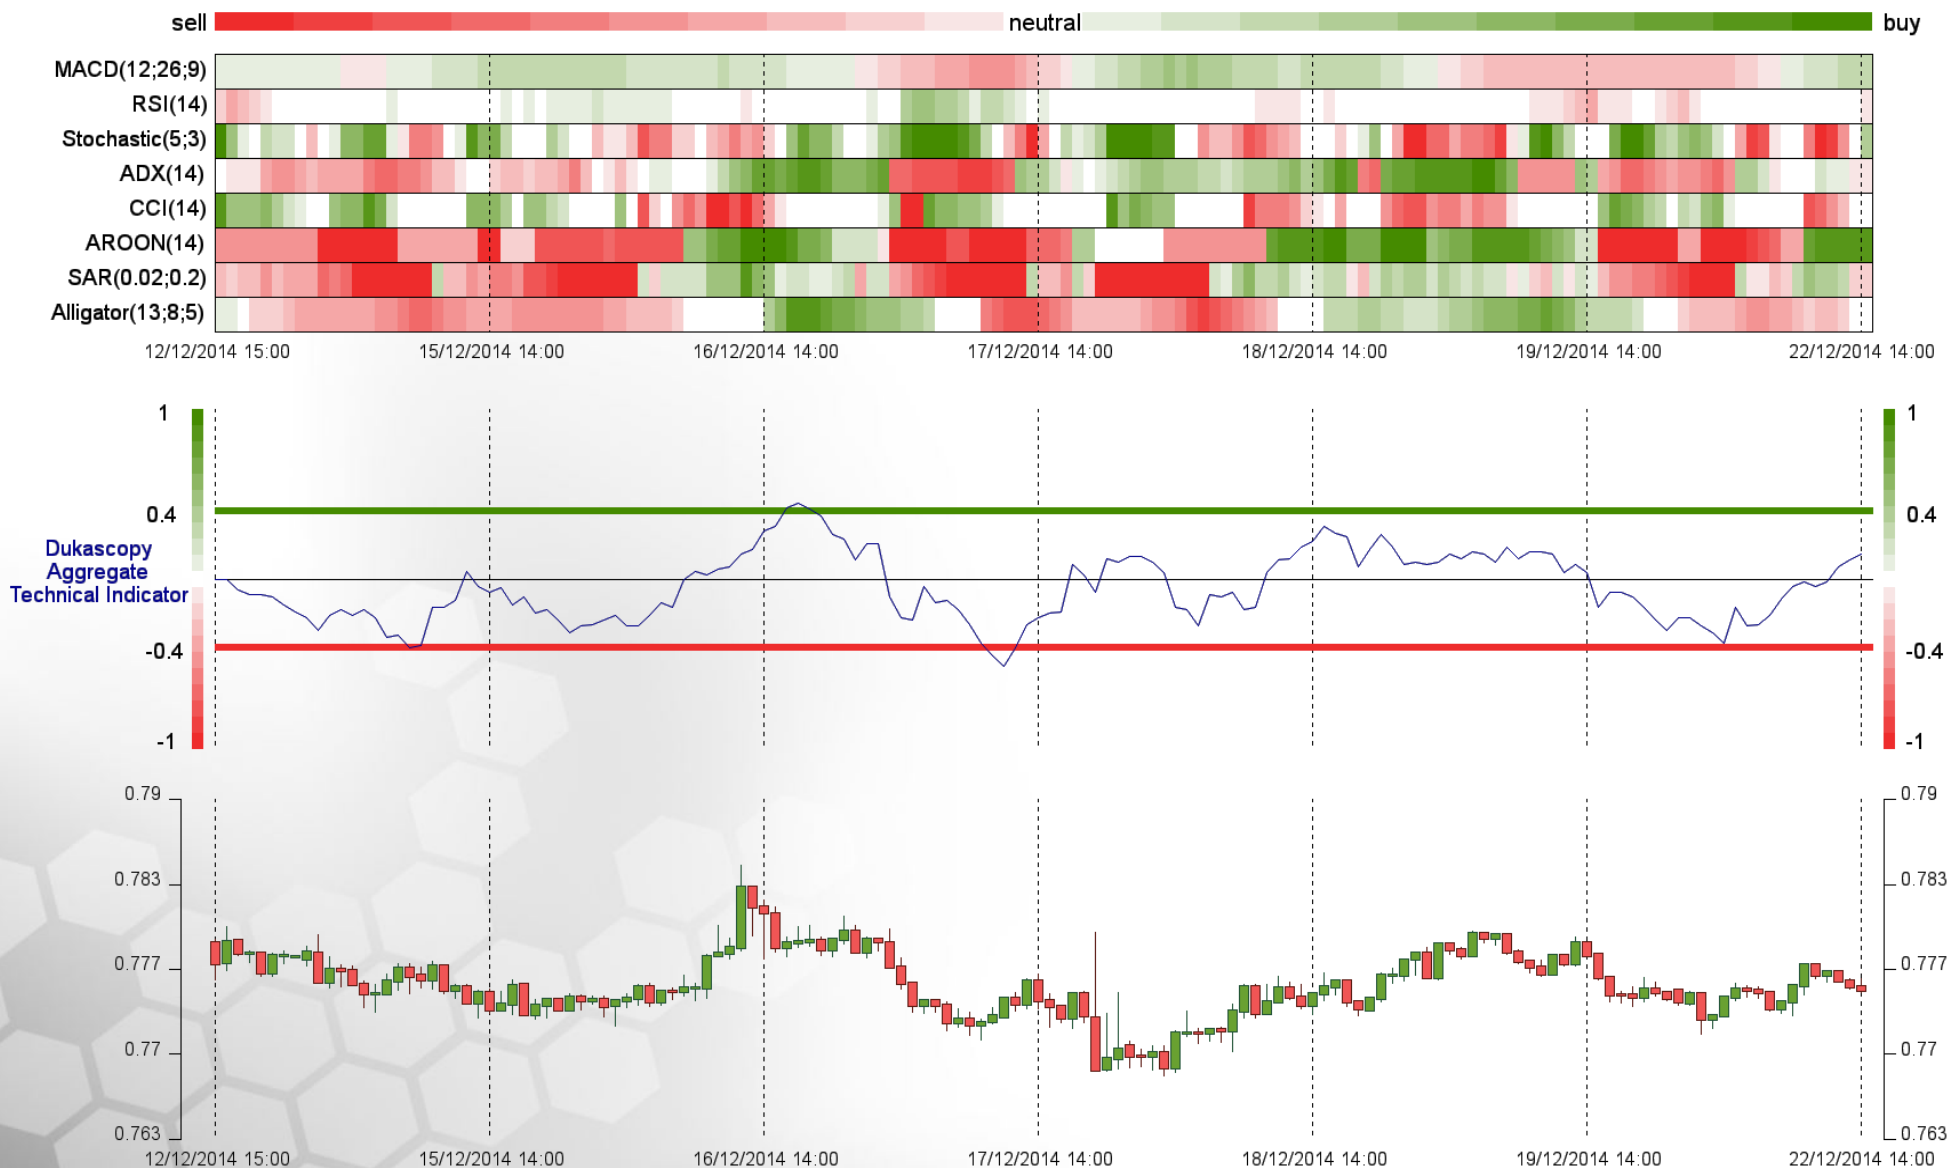 sell neutral buy
MACD(12;26;9)
RSI(14)
Stochastic(5;3)
ADX(14)
CCI(14)
AROON(14)
SAR(0.02;0.2)
Alligator(13;8;5)
12/12/2014 15:00 15/12/2014 14:00 16/12/2014 14:00 17/12/2014 14:00 18/12/2014 14:00 19/12/2014 14:00 22/12/2014 14:00
1 1
0.4 0.4
Dukascopy
Aggregate
Technical Indicator
-0.4 -0.4
-1 -1
0.79 0.79
0.783 0.783
0.777 0.777
0.77 0.77
0.763 0.763
12/12/2014 15:00 15/12/2014 14:00 16/12/2014 14:00 17/12/2014 14:00 18/12/2014 14:00 19/12/2014 14:00 22/12/2014 14:00